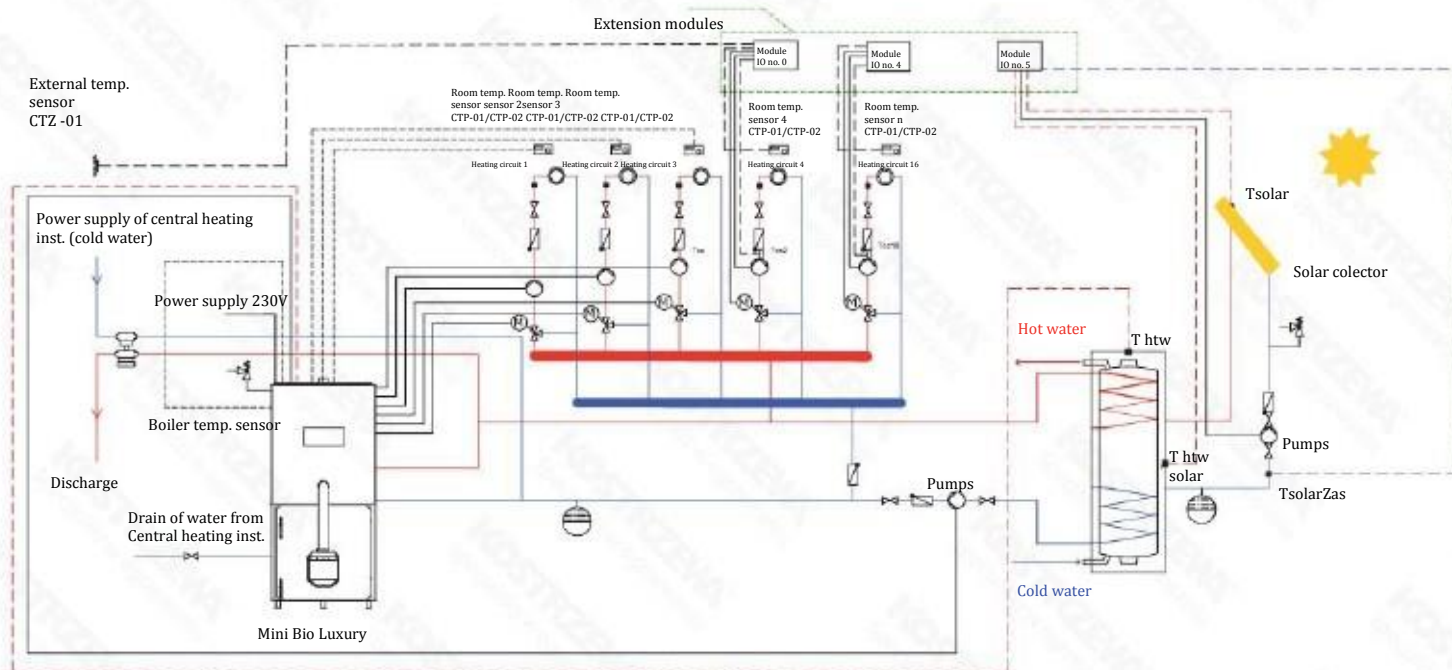 Extension modules
Module
IO no. 0
Module
IO no. 4
Module
IO no. 5
External temp.
sensor
CTZ -01
Room temp. Room temp. Room temp.
sensor sensor 2sensor 3
CTP-01/CTP-02 CTP-01/CTP-02 CTP-01/CTP-02
Room temp.
sensor 4
CTP-01/CTP-02
Room temp.
sensor n
CTP-01/CTP-02
Heating circuit 1
Heating circuit 2 Heating circuit 3
Heating circuit 4
Heating circuit 16
Tsolar
Power supply of central heating
inst. (cold water)
Solar colector
Power supply 230V
M
M
M
M
M
Hot water
T htw
Boiler temp. sensor
Discharge
Pumps
T htw
solar
Pumps
TsolarZas
Drain of water from
Central heating inst.
Cold water
Mini Bio Luxury
KOSTRZEWA